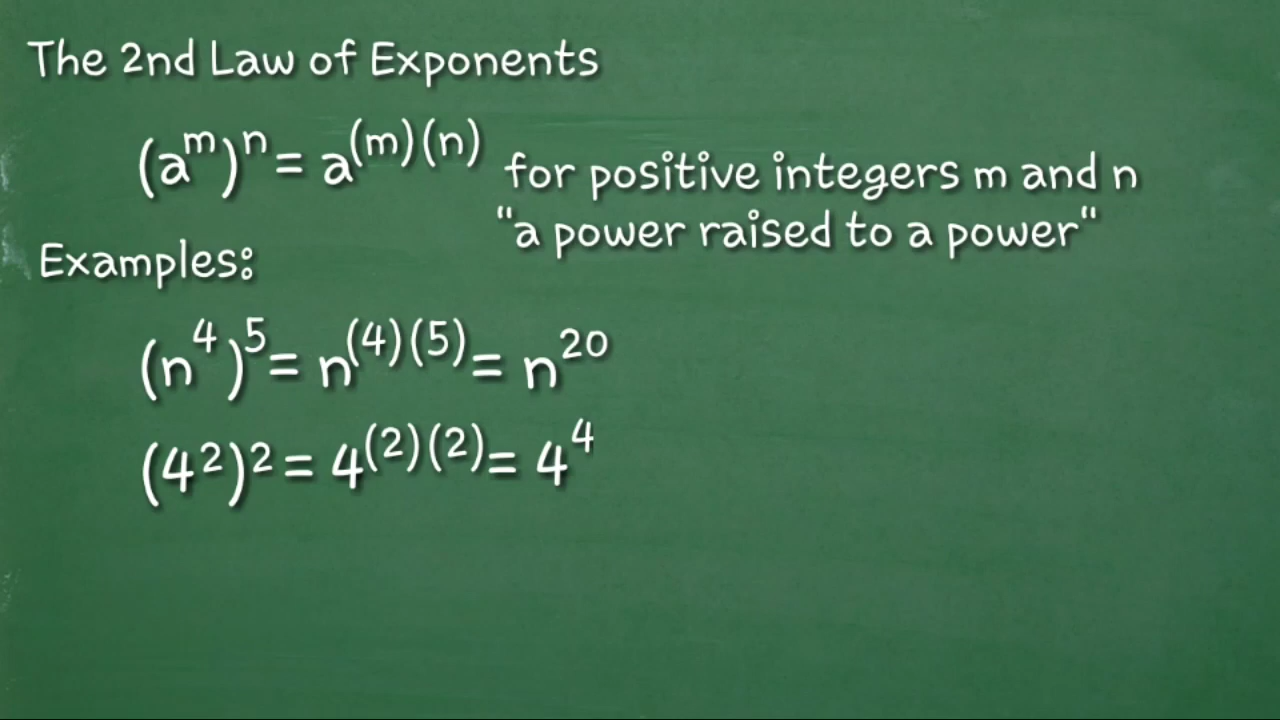 The 2nd Law of Exponents
(a^m)^n = a^(m)(n) for positive integers m and n
"a power raised to a power"
Examples:
(n^4)^5 = n^(4)(5) = n^20
(4^2)^2 = 4^(2)(2) = 4^4